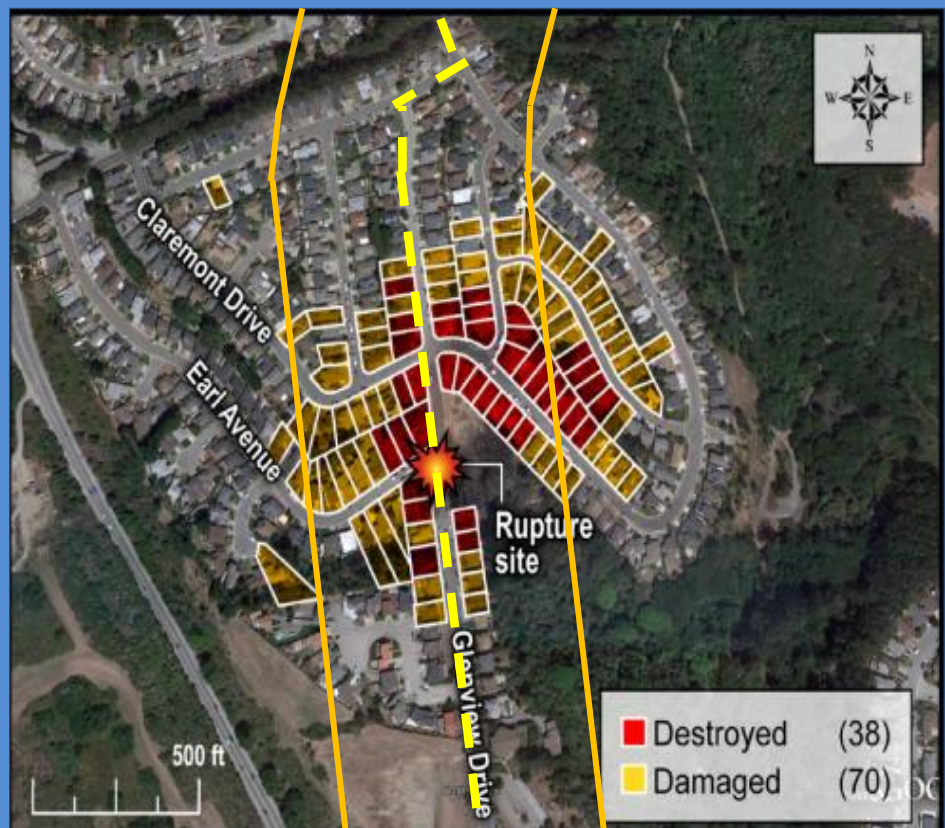 N
W E
S
Claremont Drive
Earl Avenue
Rupture
site
Glenview Drive
500 ft
Destroyed (38)
Damaged (70)